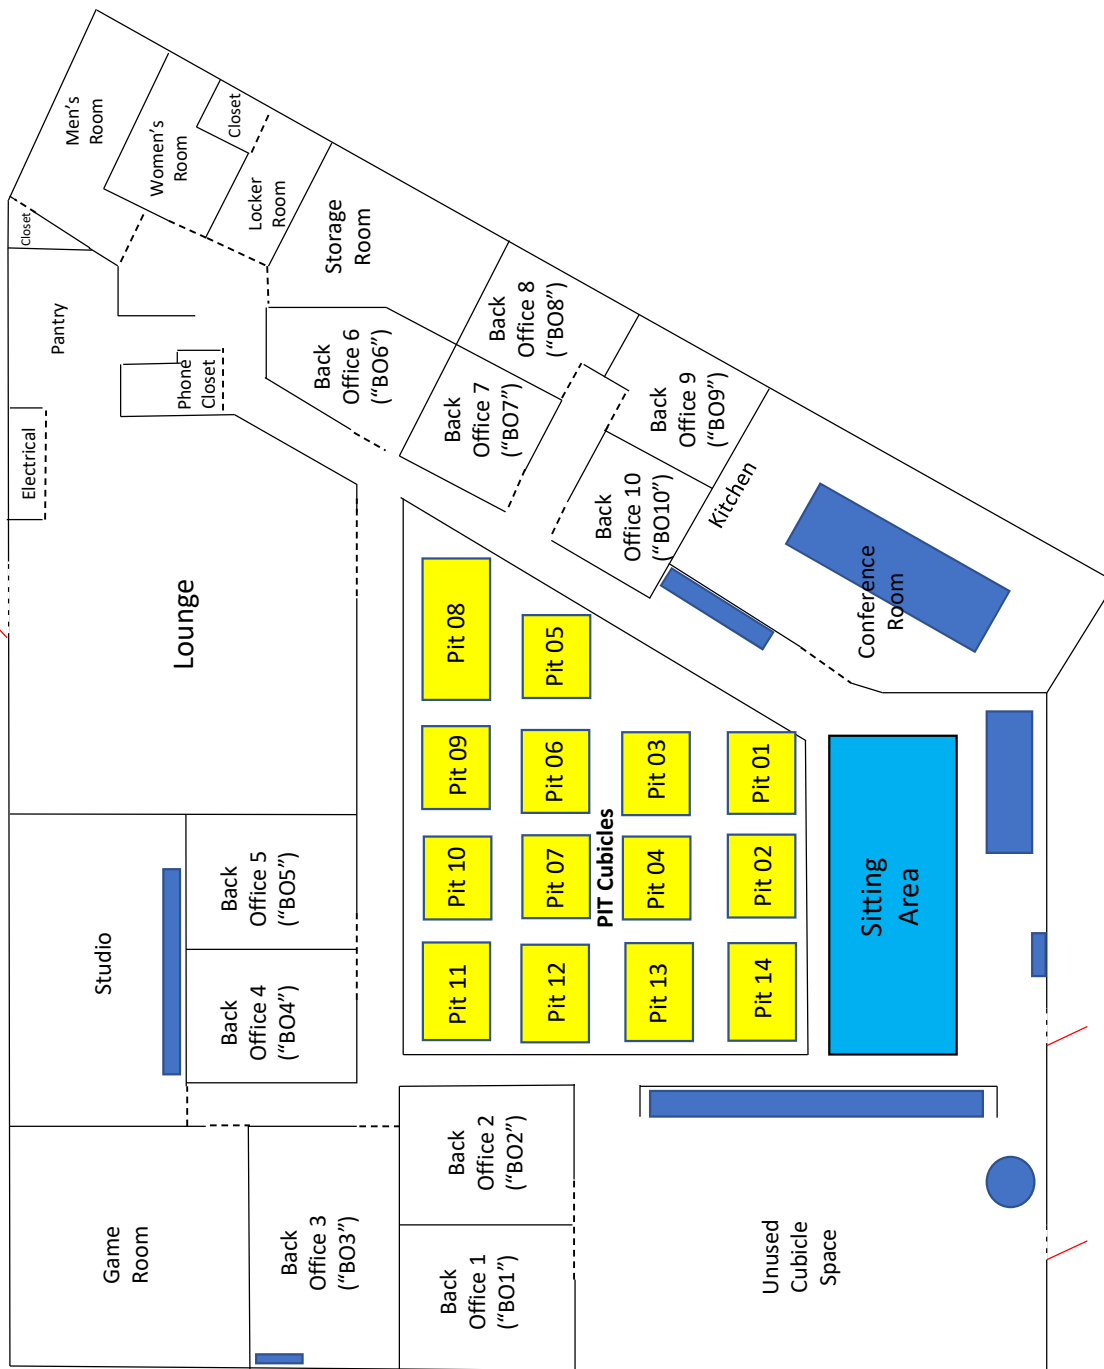 Men's
Room
Women's
Room
Closet
Locker
Room
Closet
Storage
Room
Pantry
Phone
Closet
Electrical
Back
Office 6
("BO6")
Back
Office 7
("BO7")
Back
Office 8
("BO8")
Back
Office 9
("BO9")
Back
Office 10
("BO10")
Kitchen
Conference
Room
Lounge
Pit 08
Pit 05
Pit 09
Pit 06
Pit 03
Pit 01
Pit 10
Pit 07
PIT Cubicles
Pit 04
Pit 02
Pit 11
Pit 12
Pit 13
Pit 14
Sitting
Area
Studio
Back
Office 5
("BO5")
Back
Office 4
("BO4")
Game
Room
Back
Office 3
("BO3")
Back
Office 2
("BO2")
Back
Office 1
("BO1")
Unused
Cubicle
Space